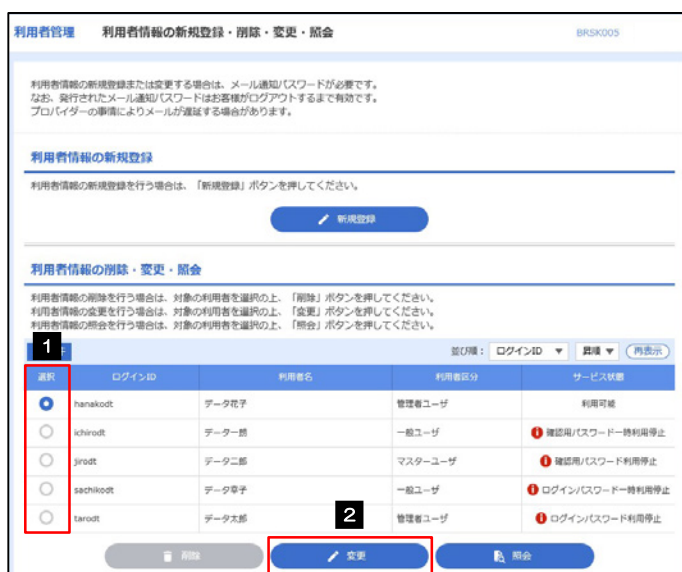 利用者管理 利用者情報の新規登録・削除・変更・照会 BRSK005
利用者情報の新規登録または変更する場合は、メール通知パスワードが必要です。
なお、発行されたメール通知パスワードはお客様がログアウトするまで有効です。
プロバイダーの事情によりメールが遅延する場合があります。
利用者情報の新規登録
利用者情報の新規登録を行う場合は、「新規登録」ボタンを押してください。
新規登録
利用者情報の削除・変更・照会
利用者情報の削除を行う場合は、対象の利用者を選択の上、「削除」ボタンを押してください。
利用者情報の変更を行う場合は、対象の利用者を選択の上、「変更」ボタンを押してください。
利用者情報の照会を行う場合は、対象の利用者を選択の上、「照会」ボタンを押してください。
1 件 並び順： ログインID 昇順 再表示
選択 ログインID 利用者名 利用者区分 サービス状態
hanakodt データ花子 管理者ユーザ 利用可能
ichirodt データ一朗 一般ユーザ 確認用パスワード一時利用停止
jirodt データ二郎 マスターユーザ 確認用パスワード利用停止
sachikodt データ幸子 一般ユーザ ログインパスワード一時利用停止
tarodt データ太郎 管理者ユーザ ログインパスワード利用停止
2
削除 変更 照会